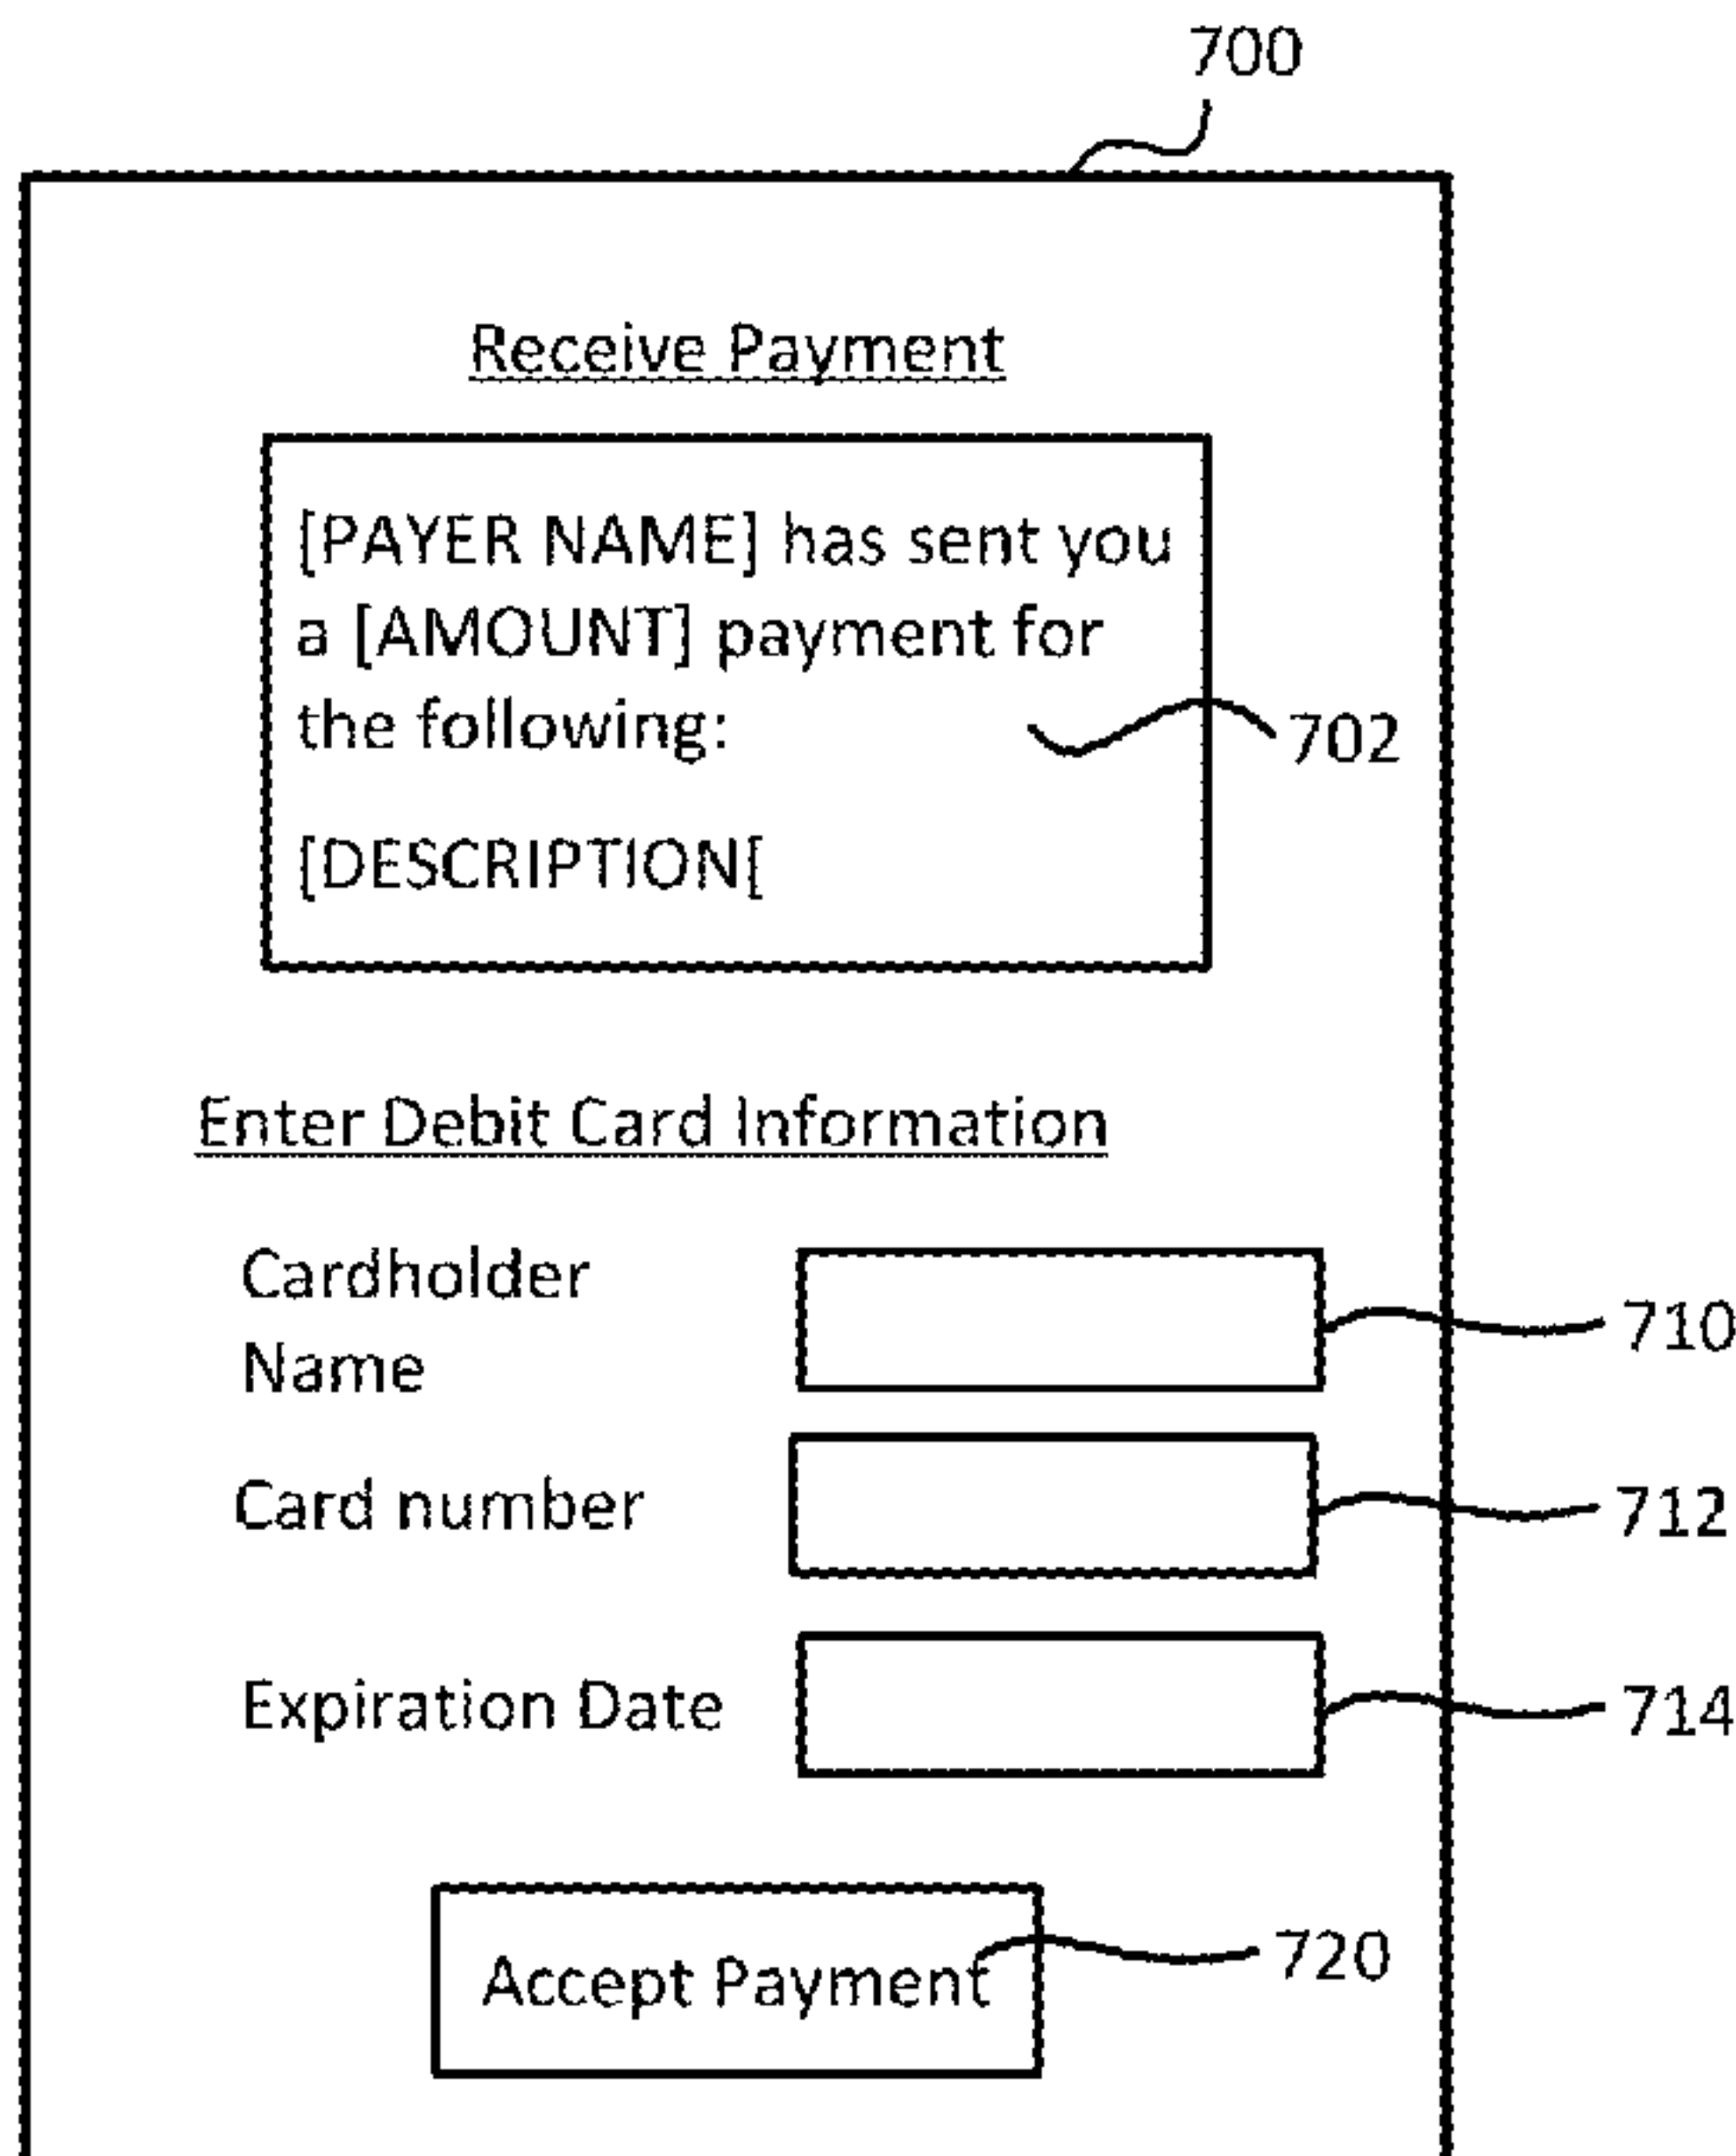 700
Receive Payment
[PAYER NAME] has sent you
a [AMOUNT] payment for
the following:
702
[DESCRIPTION[
Enter Debit Card Information
Cardholder
Name
710
Card number
712
Expiration Date
714
Accept Payment
720